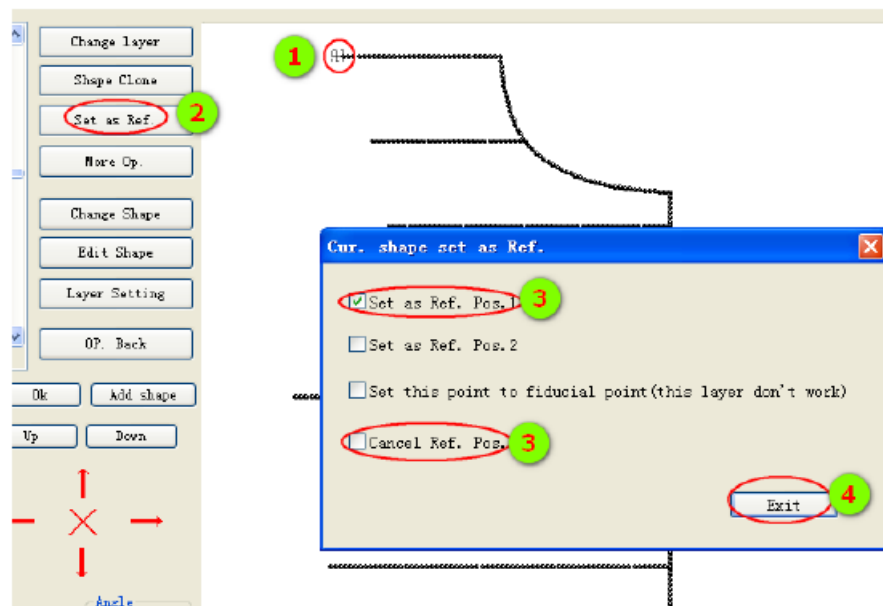 Change layer
1
Shape Clone
2
Set as Ref.
More Op.
Change Shape
Cur. shape set as Ref.
Edit Shape
Layer Setting
Set as Ref. Pos.1
3
OP. Back
Set as Ref. Pos.2
Ok
Add shape
Set this point to fiducial point(this layer don't work)
Up
Down
Cancel Ref. Pos.
3
Exit
4
Angle